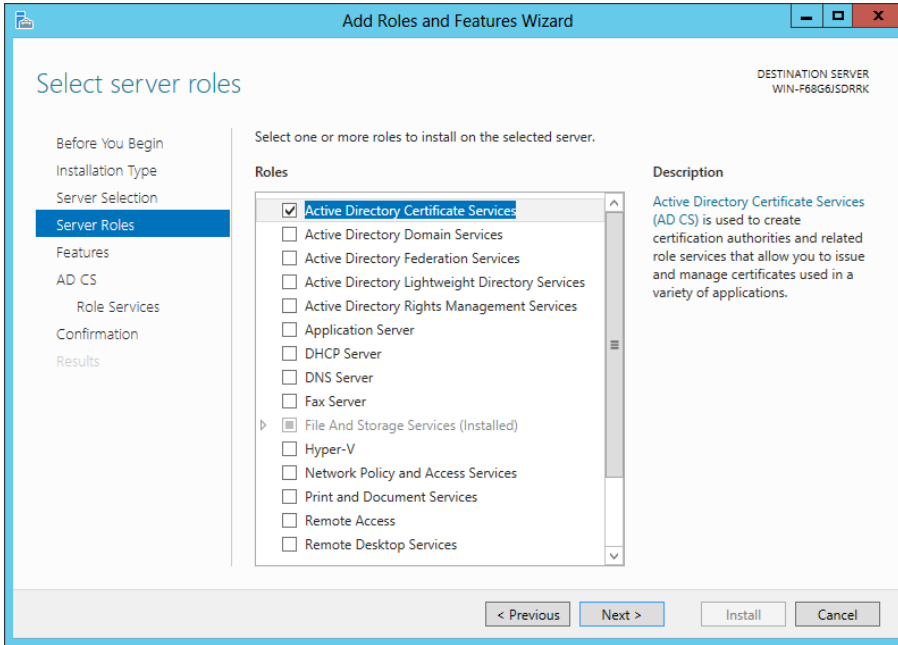 Add Roles and Features Wizard
Select server roles
DESTINATION SERVER
WIN-F68G6JSDRRK
Before You Begin
Installation Type
Server Selection
Server Roles
Features
AD CS
Role Services
Confirmation
Results
Select one or more roles to install on the selected server.
Roles
Active Directory Certificate Services
Active Directory Domain Services
Active Directory Federation Services
Active Directory Lightweight Directory Services
Active Directory Rights Management Services
Application Server
DHCP Server
DNS Server
Fax Server
File And Storage Services (Installed)
Hyper-V
Network Policy and Access Services
Print and Document Services
Remote Access
Remote Desktop Services
Description
Active Directory Certificate Services
(AD CS) is used to create
certification authorities and related
role services that allow you to issue
and manage certificates used in a
variety of applications.
< Previous
Next >
Install
Cancel